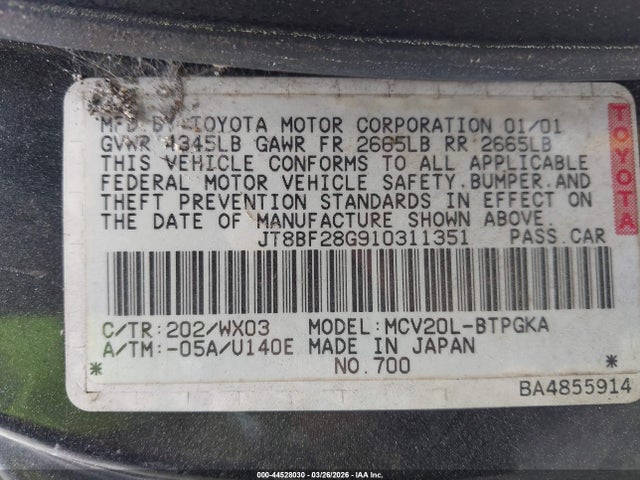 MFD. BY: TOYOTA MOTOR CORPORATION 01/01
GVWR 4345LB GAWR FR 2665LB RR 2665LB
THIS VEHICLE CONFORMS TO ALL APPLICABLE
FEDERAL MOTOR VEHICLE SAFETY, BUMPER, AND
THEFT PREVENTION STANDARDS IN EFFECT ON
THE DATE OF MANUFACTURE SHOWN ABOVE.
JT8BF28G910311351 PASS. CAR
TOYOTA
C/TR: 202/WX03 MODEL: MCV20L-BTPGKA
A/TM: -05A/U140E MADE IN JAPAN
* NO. 700 *
BA4855914
000-44528030 - 03/26/2026 - IAA Inc.